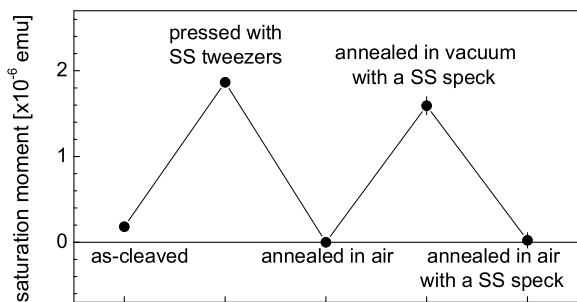 saturation moment [x10⁻⁶ emu]
2
1
0
pressed with
SS tweezers
annealed in vacuum
with a SS speck
as-cleaved
annealed in air
annealed in air
with a SS speck